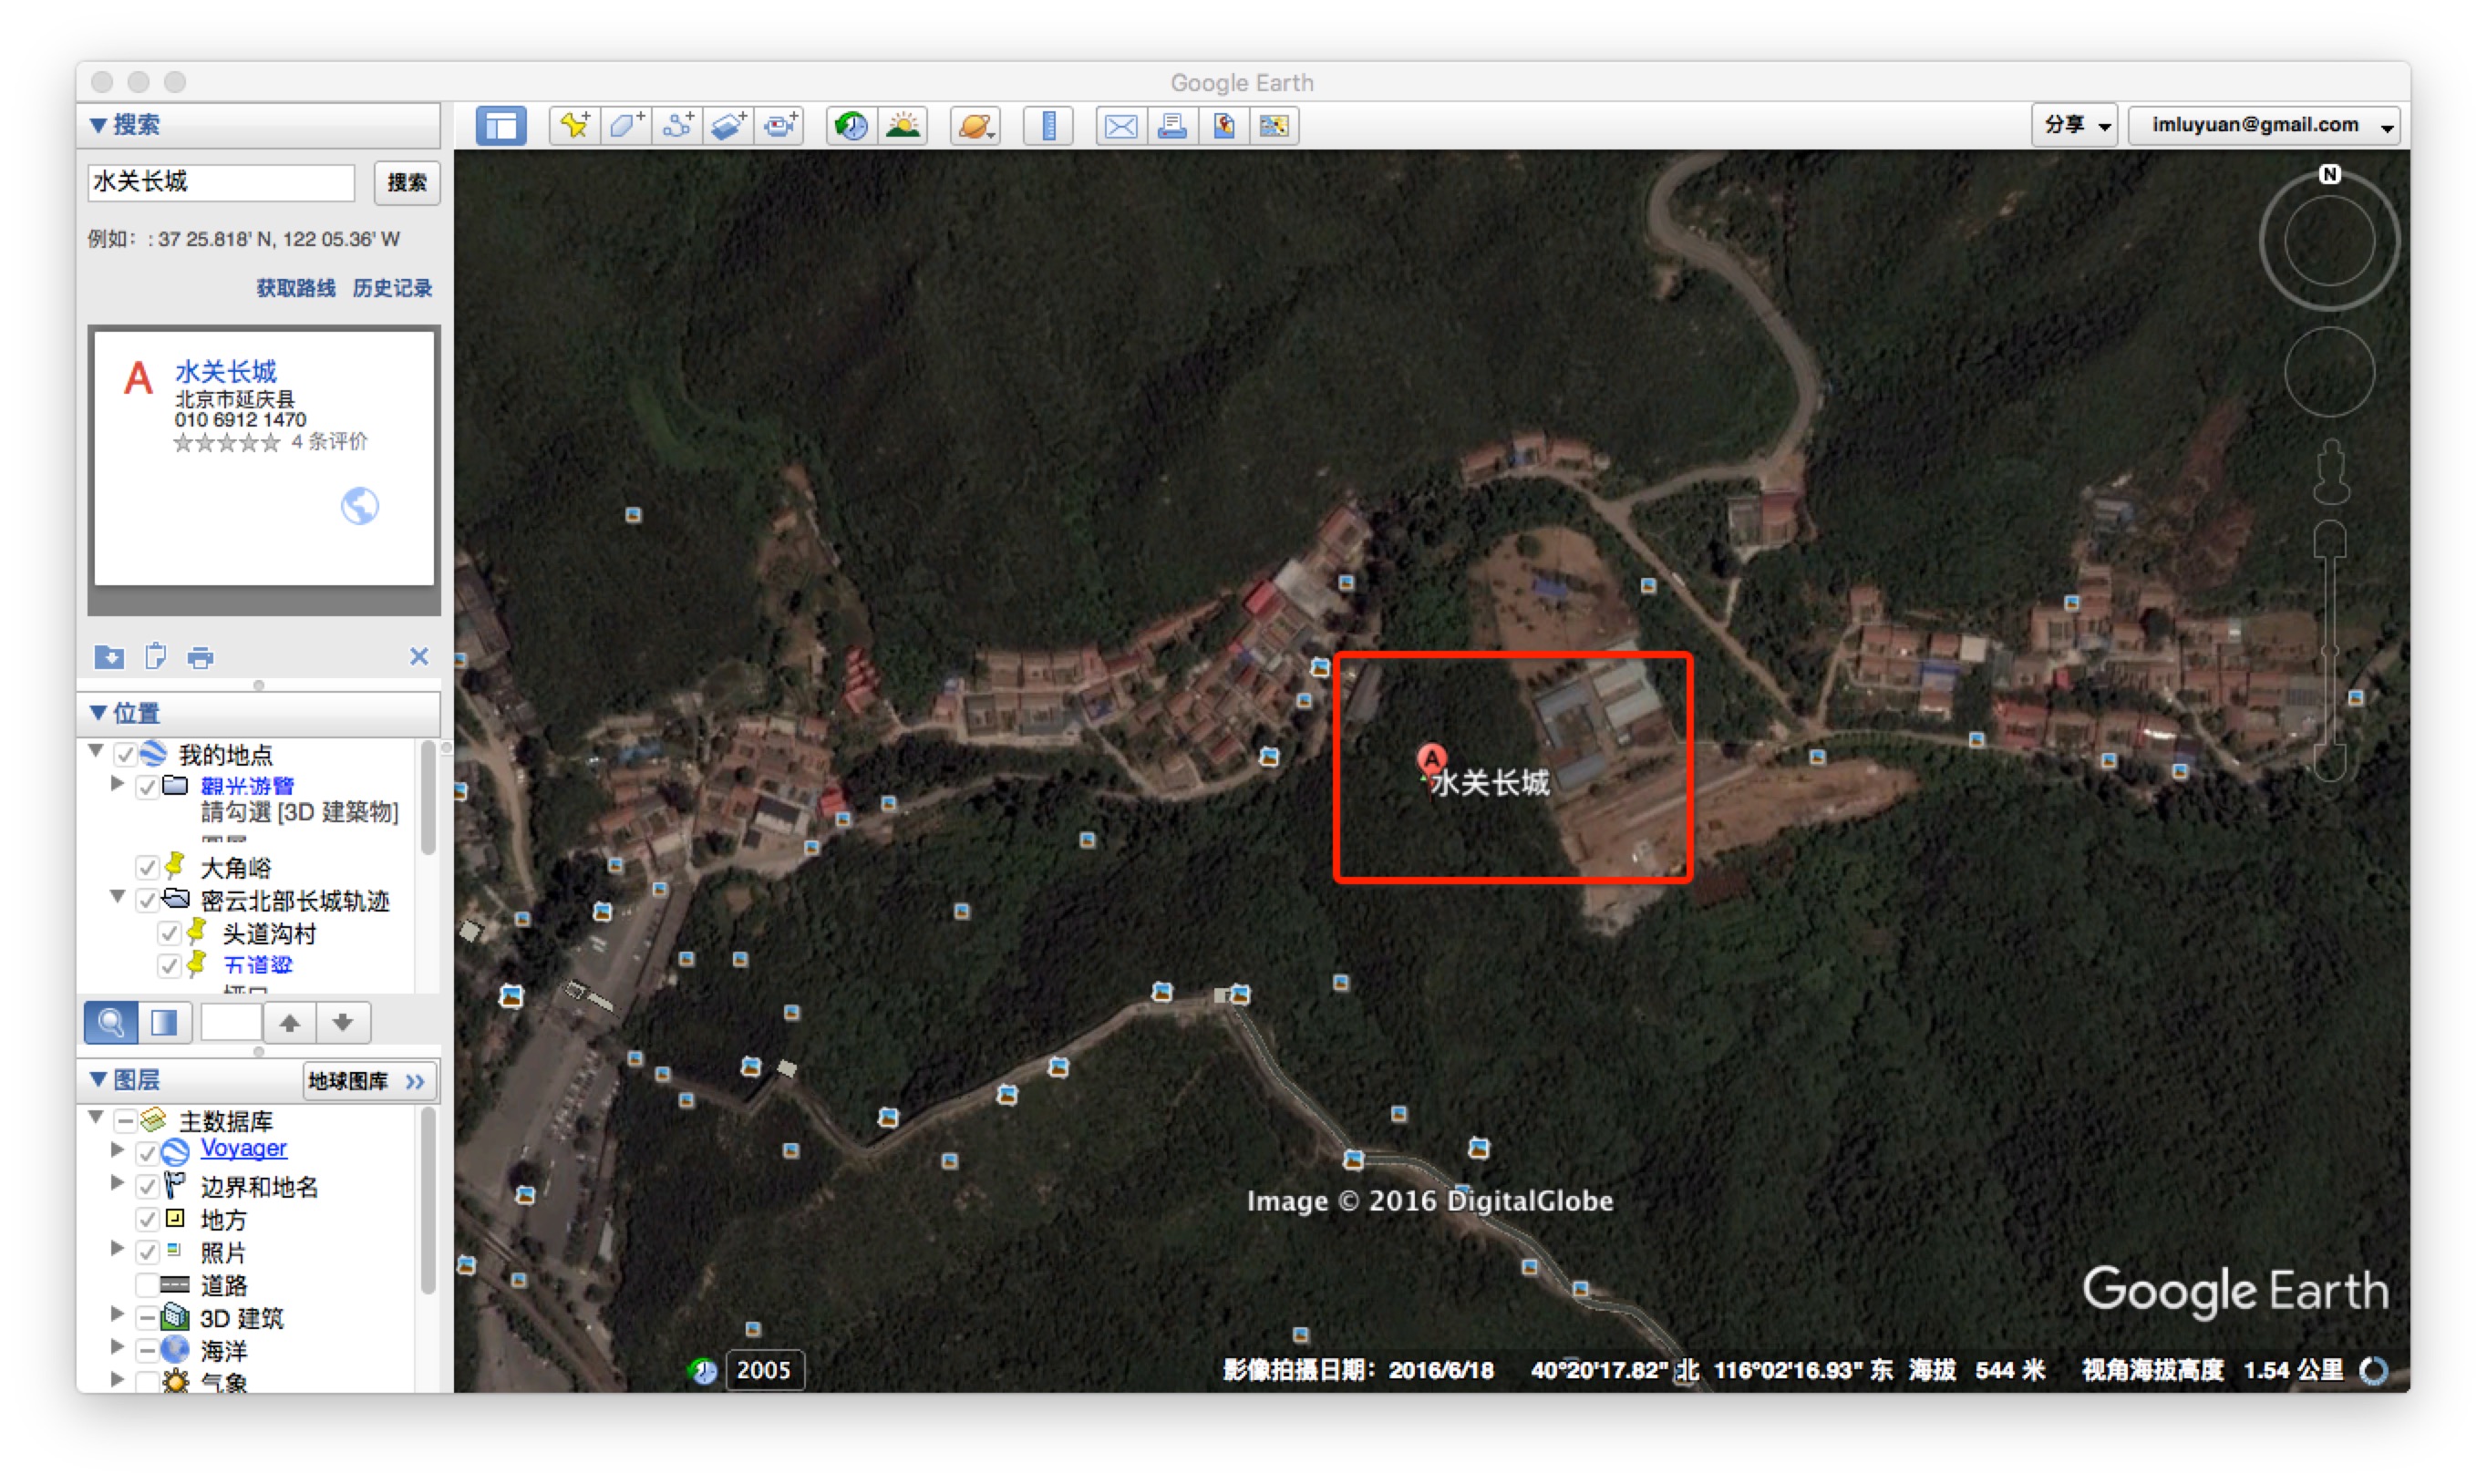 Google Earth
搜索
分享
imluyuan@gmail.com
水关长城
搜索
例如: : 37 25.818' N, 122 05.36' W
获取路线 历史记录
A
水关长城
北京市延庆县
010 6912 1470
4 条评价
位置
我的地点
觀光游覽
請勾選 [3D 建築物]
大角峪
密云北部长城轨迹
头道沟村
五道梁
图层
地球图库 >>
主数据库
Voyager
边界和地名
地方
照片
道路
3D 建筑
海洋
气象
N
A
水关长城
Image © 2016 DigitalGlobe
Google Earth
2005
影像拍摄日期: 2016/6/18 40°20'17.82" 北 116°02'16.93" 东 海拔 544 米 视角海拔高度 1.54 公里